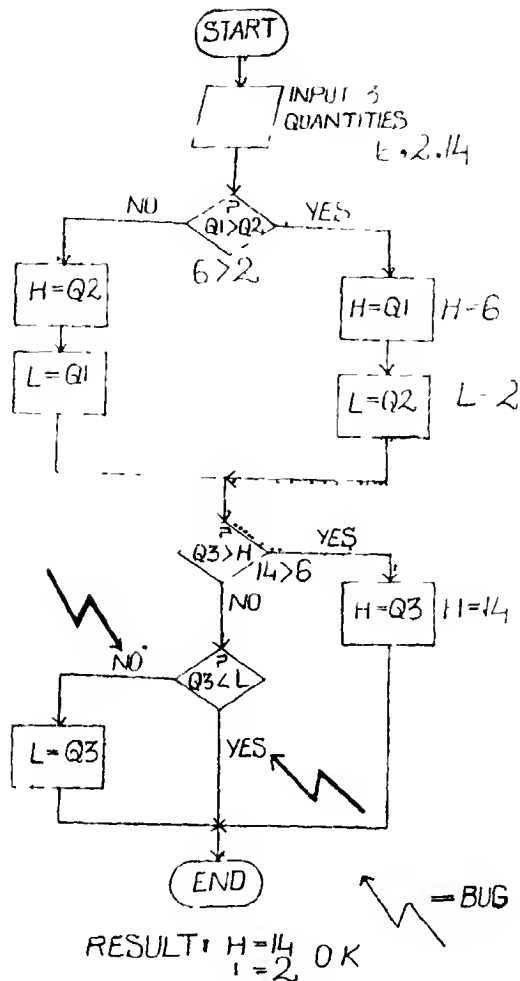 START
INPUT 3
QUANTITIES
2.14
NO
?
Q1>Q2
YES
6>2
H=Q2
H=Q1
H-6
L=Q1
L=Q2
L-2
?
Q3>H
YES
14>6
NO
H=Q3
H=14
NO
?
Q3<L
L=Q3
YES
END
=BUG
RESULT: H=14
=2 OK